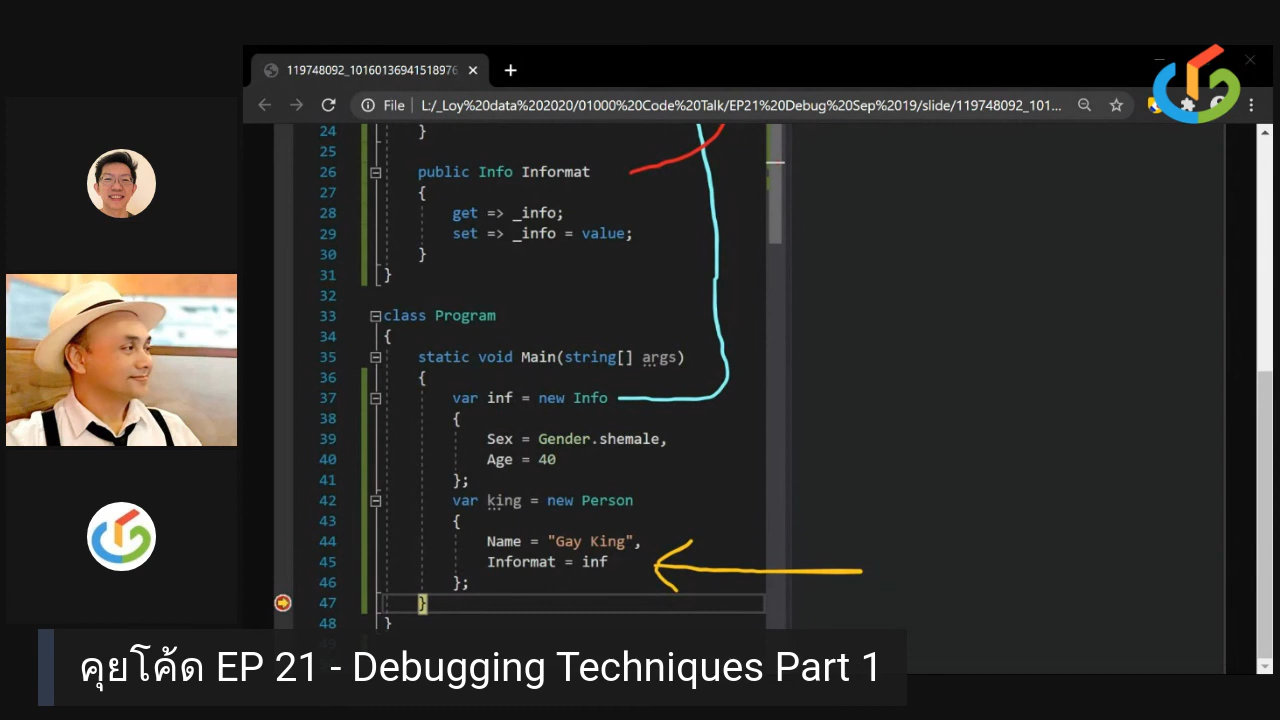 119748092_10160136941518976
File
L:/_Loy%20data%202020/01000%20Code%20Talk/EP21%20Debug%20Sep%2019/slide/119748092_101...
24 }
25
26 public Info Informat
27 {
28 get => _info;
29 set => _info = value;
30 }
31 }
32
33 class Program
34 {
35 static void Main(string[] args)
36 {
37 var inf = new Info
38 {
39 Sex = Gender.shemale,
40 Age = 40
41 };
42 var king = new Person
43 {
44 Name = "Gay King",
45 Informat = inf
46 };
47 }
48 }
คุยโค้ด EP 21 - Debugging Techniques Part 1